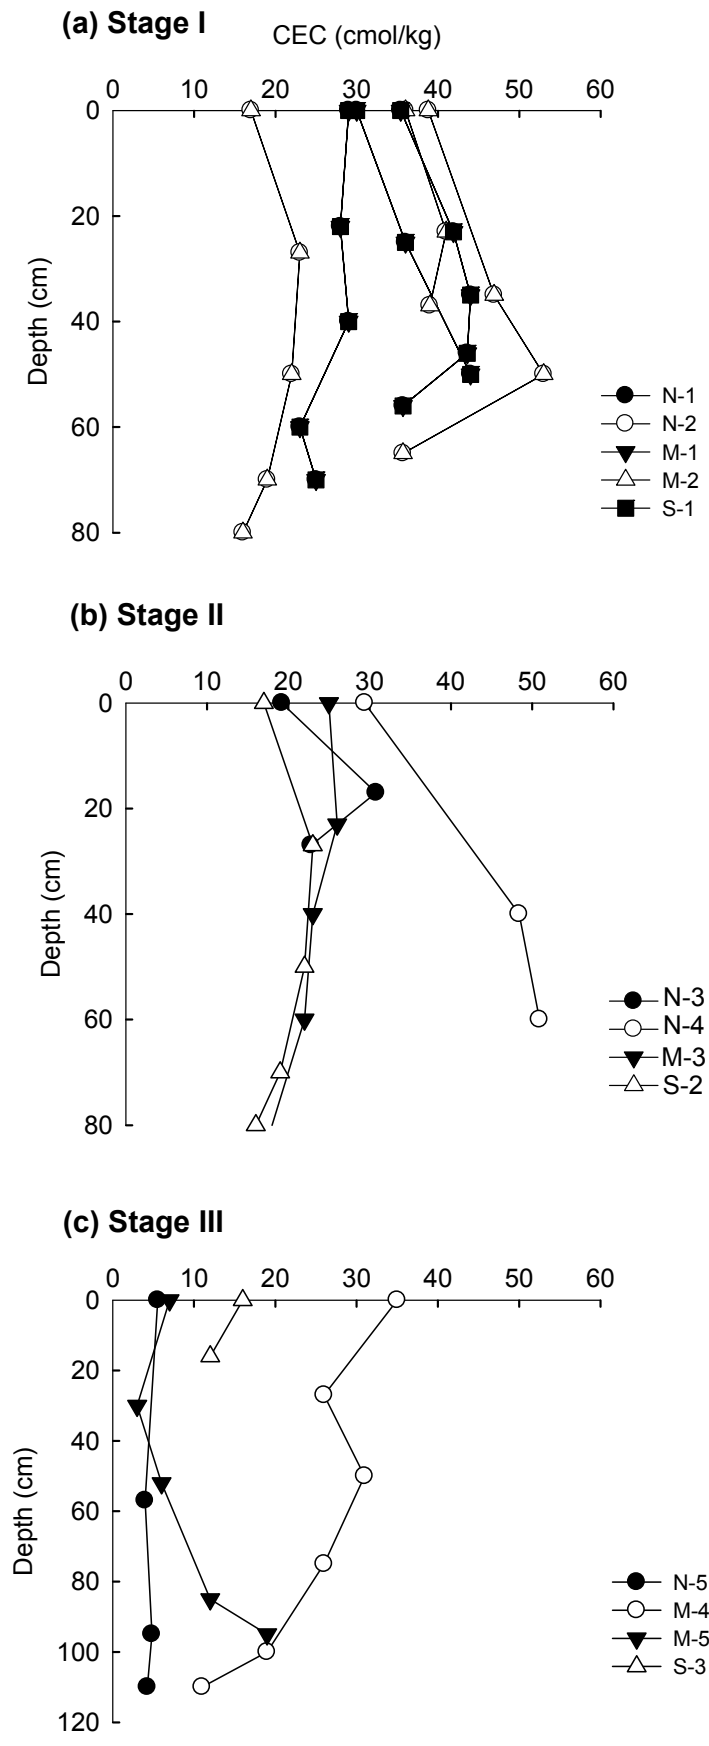 (a) Stage I
CEC (cmol/kg)
0 10 20 30 40 50 60
0
20
40
60
80
Depth (cm)
N-1
N-2
M-1
M-2
S-1
(b) Stage II
0 10 20 30 40 50 60
0
20
40
60
80
Depth (cm)
N-3
N-4
M-3
S-2
(c) Stage III
0 10 20 30 40 50 60
0
20
40
60
80
100
120
Depth (cm)
N-5
M-4
M-5
S-3